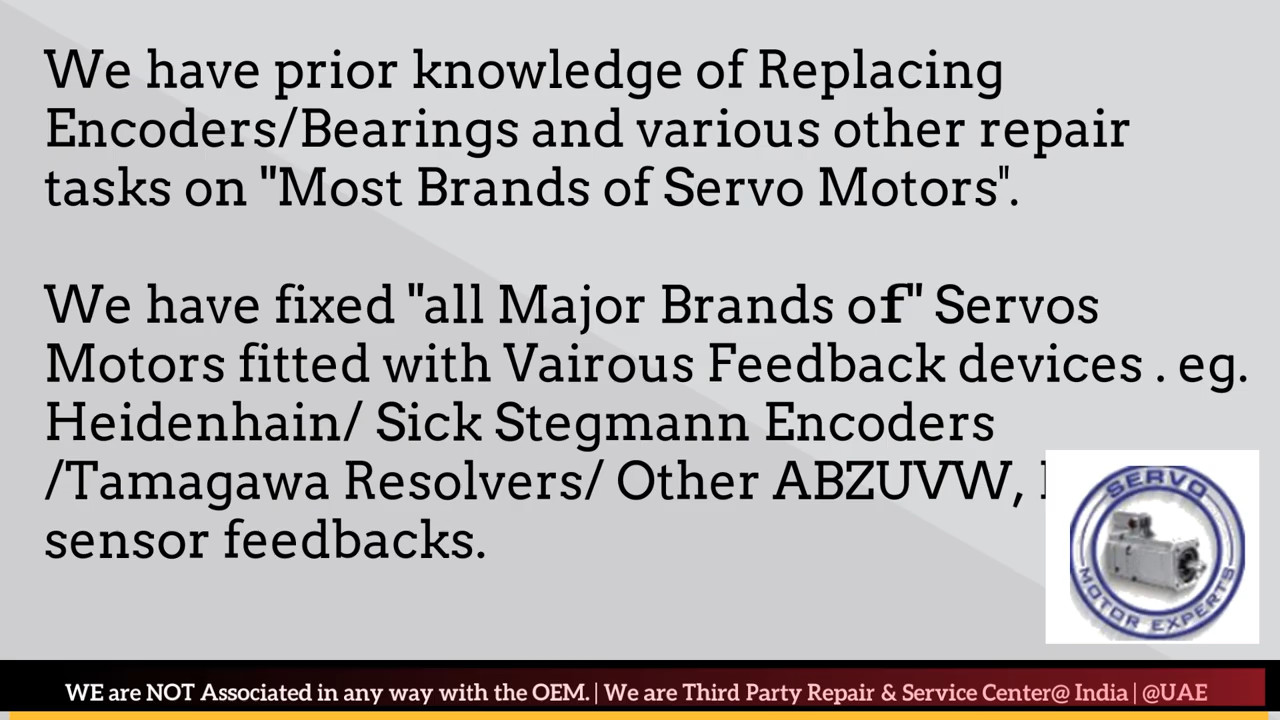 We have prior knowledge of Replacing
Encoders/Bearings and various other repair
tasks on "Most Brands of Servo Motors".
We have fixed "all Major Brands of" Servos
Motors fitted with Vairous Feedback devices . eg.
Heidenhain/ Sick Stegmann Encoders
/Tamagawa Resolvers/ Other ABZUVW,
sensor feedbacks.
SERVO
MOTOR EXPERTS
WE are NOT Associated in any way with the OEM. | We are Third Party Repair & Service Center@ India | @UAE